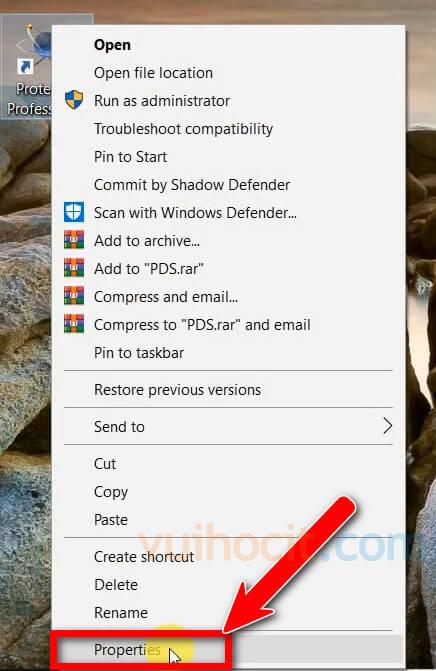 Prote
Profess
Open
Open file location
Run as administrator
Troubleshoot compatibility
Pin to Start
Commit by Shadow Defender
Scan with Windows Defender...
Add to archive...
Add to "PDS.rar"
Compress and email...
Compress to "PDS.rar" and email
Pin to taskbar
Restore previous versions
Send to
Cut
Copy
Paste
vuihocit.com
Create shortcut
Delete
Rename
Properties